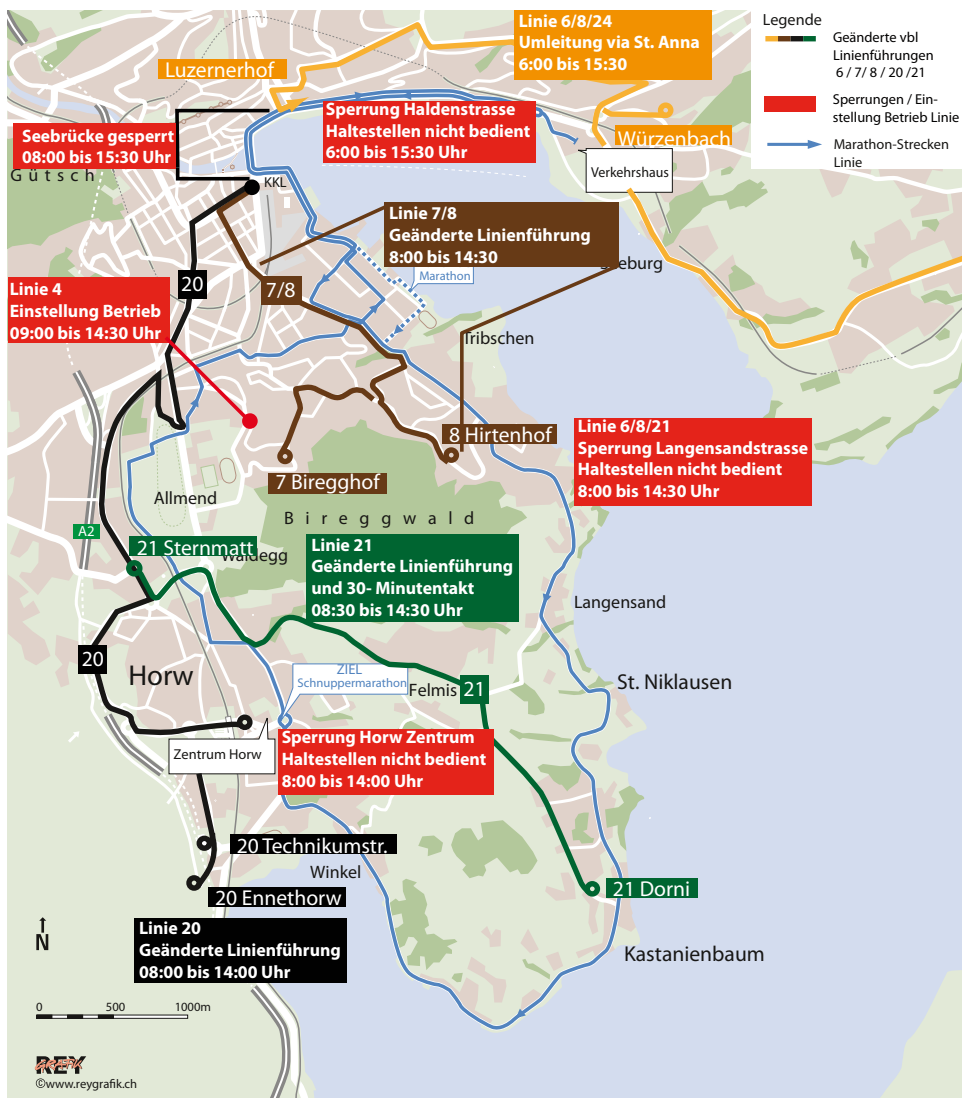 Linie 6/8/24
Umleitung via St. Anna
6:00 bis 15:30
Legende
Geänderte vbl
Linienführungen
6 / 7/ 8 / 20 /21
Sperrungen / Ein-
stellung Betrieb Linie
Marathon-Strecken
Linie
Luzernerhof
Sperrung Haldenstrasse
Haltestellen nicht bedient
6:00 bis 15:30 Uhr
Seebrücke gesperrt
08:00 bis 15:30 Uhr
Gütsch
Würzenbach
Verkehrshaus
KKL
Linie 7/8
Geänderte Linienführung
8:00 bis 14:30
Marathon
20
7/8
Linie 4
Einstellung Betrieb
09:00 bis 14:30 Uhr
Tribschen
8 Hirtenhof
7 Biregghof
Linie 6/8/21
Sperrung Langensandstrasse
Haltestellen nicht bedient
8:00 bis 14:30 Uhr
Allmend
Bireggwald
A2
21 Sternmatt
Waldegg
Linie 21
Geänderte Linienführung
und 30- Minutentakt
08:30 bis 14:30 Uhr
Langensand
20
Horw
ZIEL
Schnuppermarathon
Felmis
21
St. Niklausen
Zentrum Horw
Sperrung Horw Zentrum
Haltestellen nicht bedient
8:00 bis 14:00 Uhr
20 Technikumstr.
Winkel
20 Ennethorw
21 Dorni
Linie 20
Geänderte Linienführung
08:00 bis 14:00 Uhr
Kastanienbaum
N
0 500 1000m
REY
GRAFIK
©www.reygrafik.ch